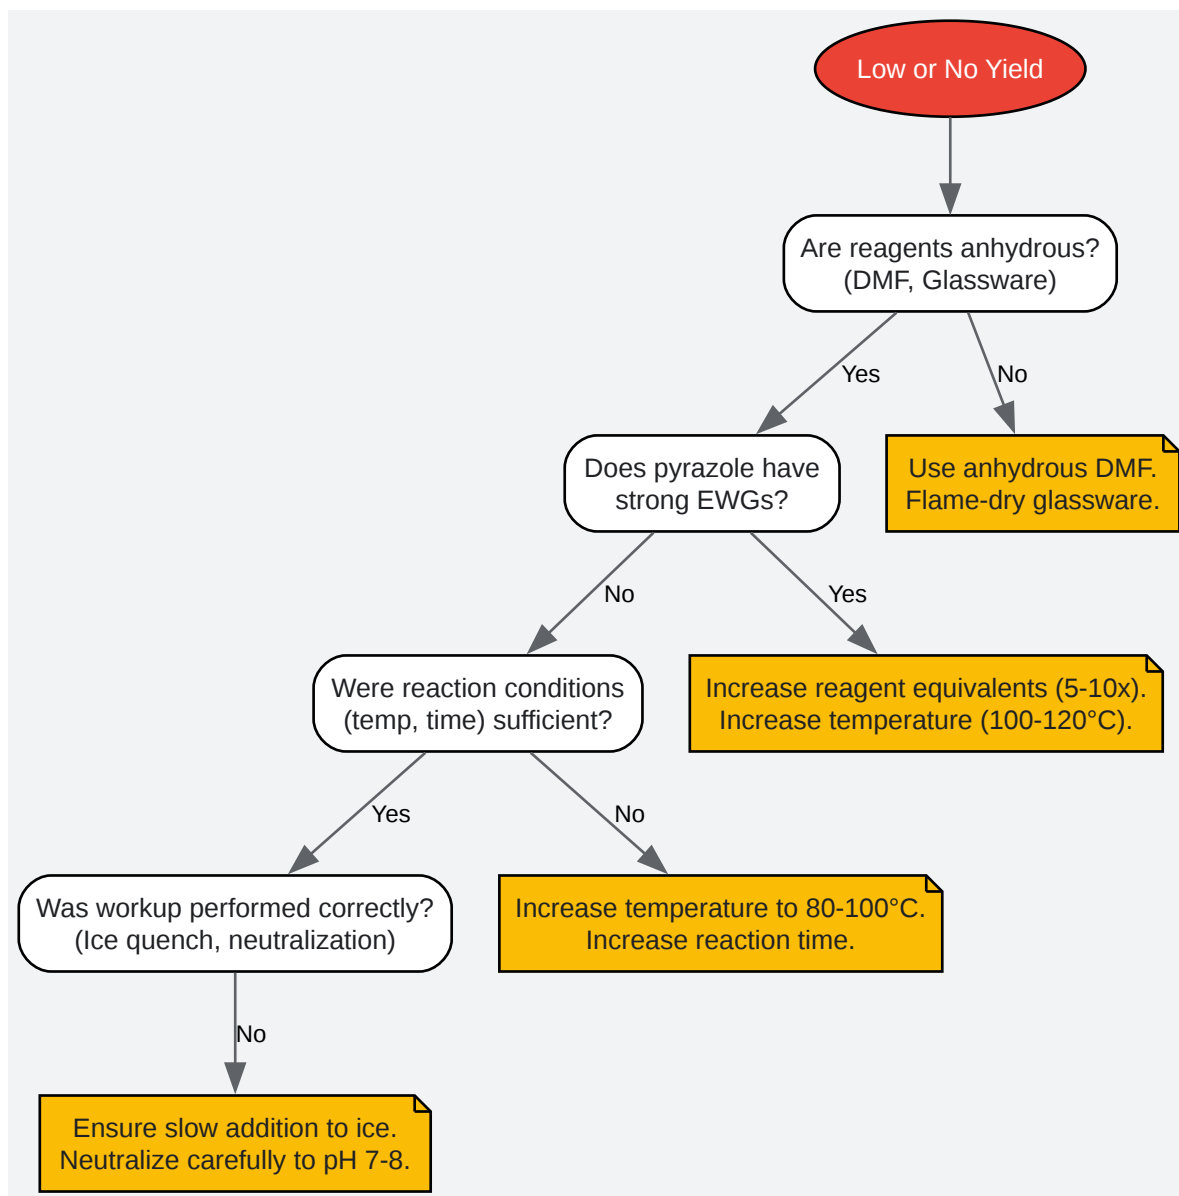 Low or No Yield
Are reagents anhydrous?
(DMF, Glassware)
Yes
No
Does pyrazole have
strong EWGs?
Use anhydrous DMF.
Flame-dry glassware.
No
Yes
Were reaction conditions
(temp, time) sufficient?
Increase reagent equivalents (5-10x).
Increase temperature (100-120°C).
Yes
No
Was workup performed correctly?
(Ice quench, neutralization)
Increase temperature to 80-100°C.
Increase reaction time.
No
Ensure slow addition to ice.
Neutralize carefully to pH 7-8.